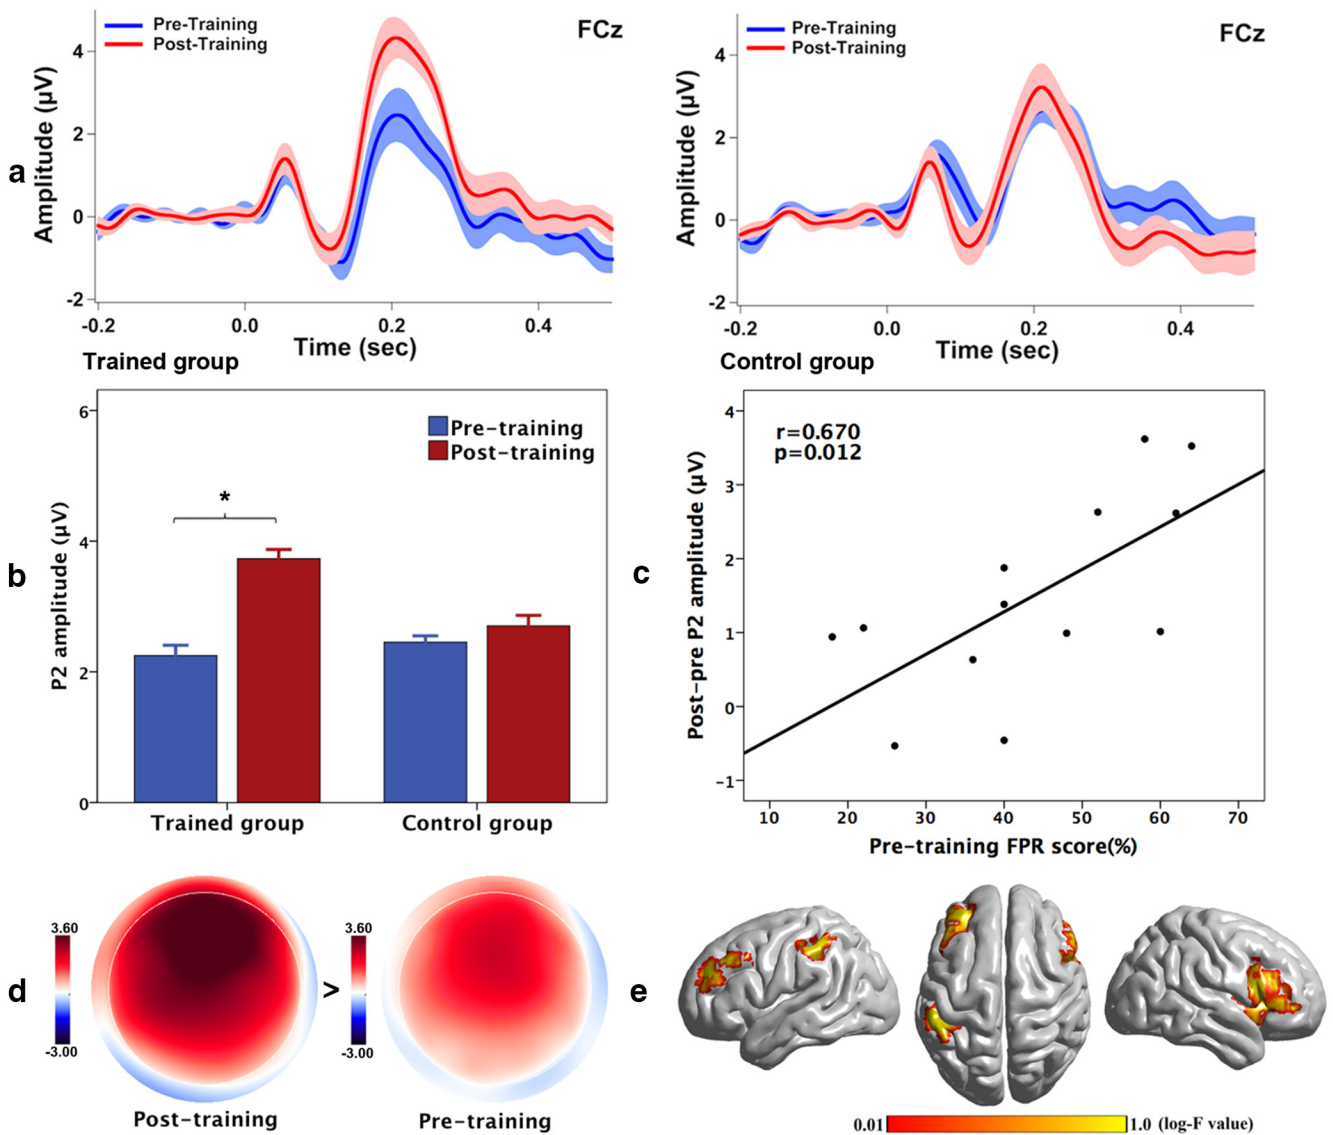 a
Pre-Training
Post-Training
FCz
Amplitude (µV)
4
2
0
-2
-0.2
0.0
0.2
0.4
Time (sec)
Trained group
Pre-Training
Post-Training
FCz
Amplitude (µV)
4
2
0
-2
-0.2
0.0
0.2
0.4
Time (sec)
Control group
b
Pre-training
Post-training
*
P2 amplitude (µV)
6
4
2
0
Trained group
Control group
c
r=0.670
p=0.012
Post-pre P2 amplitude (µV)
4
3
2
1
0
-1
10
20
30
40
50
60
70
Pre-training FPR score(%)
d
3.60
-3.00
Post-training
>
3.60
-3.00
Pre-training
e
0.01
1.0 (log-F value)